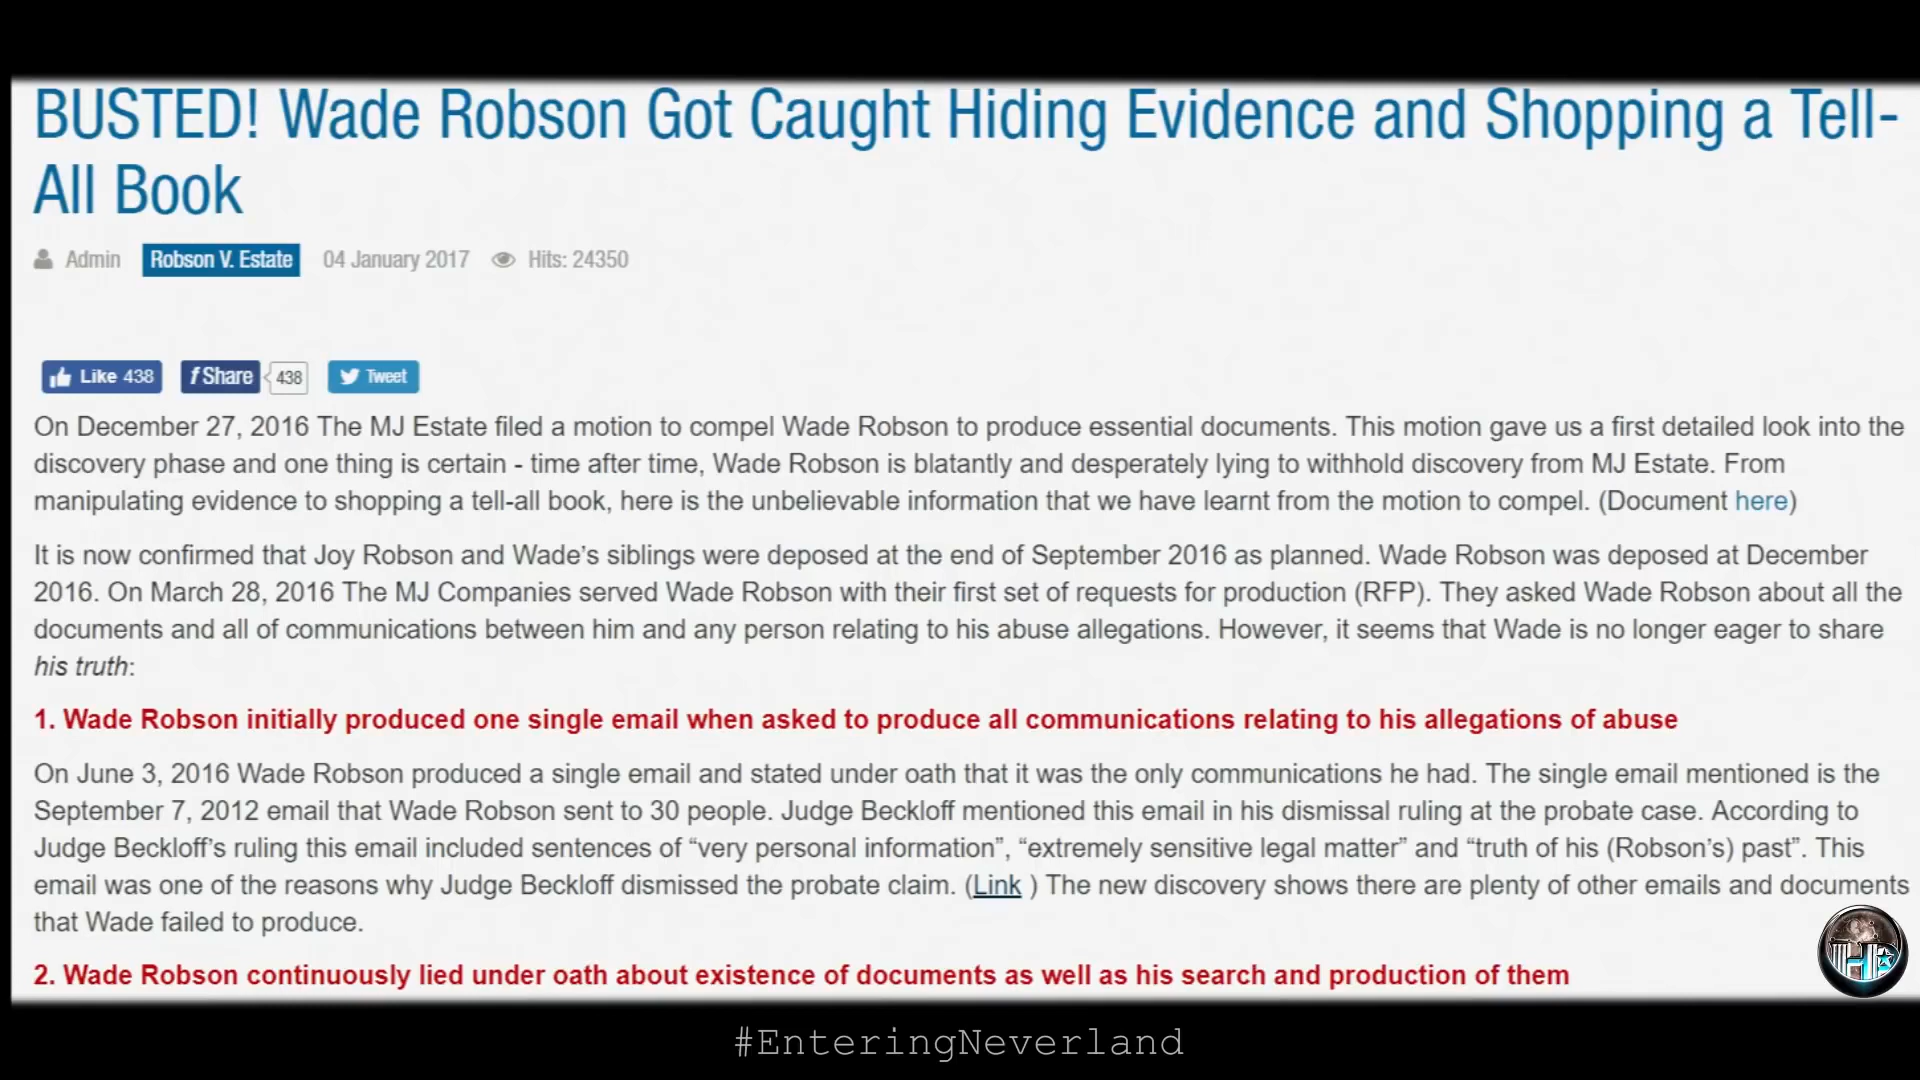 BUSTED! Wade Robson Got Caught Hiding Evidence and Shopping a Tell-
All Book
Admin Robson V. Estate 04 January 2017 Hits: 24350
Like 438 Share 438 Tweet
On December 27, 2016 The MJ Estate filed a motion to compel Wade Robson to produce essential documents. This motion gave us a first detailed look into the
discovery phase and one thing is certain - time after time, Wade Robson is blatantly and desperately lying to withhold discovery from MJ Estate. From
manipulating evidence to shopping a tell-all book, here is the unbelievable information that we have learnt from the motion to compel. (Document here)
It is now confirmed that Joy Robson and Wade's siblings were deposed at the end of September 2016 as planned. Wade Robson was deposed at December
2016. On March 28, 2016 The MJ Companies served Wade Robson with their first set of requests for production (RFP). They asked Wade Robson about all the
documents and all of communications between him and any person relating to his abuse allegations. However, it seems that Wade is no longer eager to share
his truth:
1. Wade Robson initially produced one single email when asked to produce all communications relating to his allegations of abuse
On June 3, 2016 Wade Robson produced a single email and stated under oath that it was the only communications he had. The single email mentioned is the
September 7, 2012 email that Wade Robson sent to 30 people. Judge Beckloff mentioned this email in his dismissal ruling at the probate case. According to
Judge Beckloff's ruling this email included sentences of “very personal information”, “extremely sensitive legal matter” and “truth of his (Robson's) past”. This
email was one of the reasons why Judge Beckloff dismissed the probate claim. (Link ) The new discovery shows there are plenty of other emails and documents
that Wade failed to produce.
2. Wade Robson continuously lied under oath about existence of documents as well as his search and production of them
#EnteringNeverland